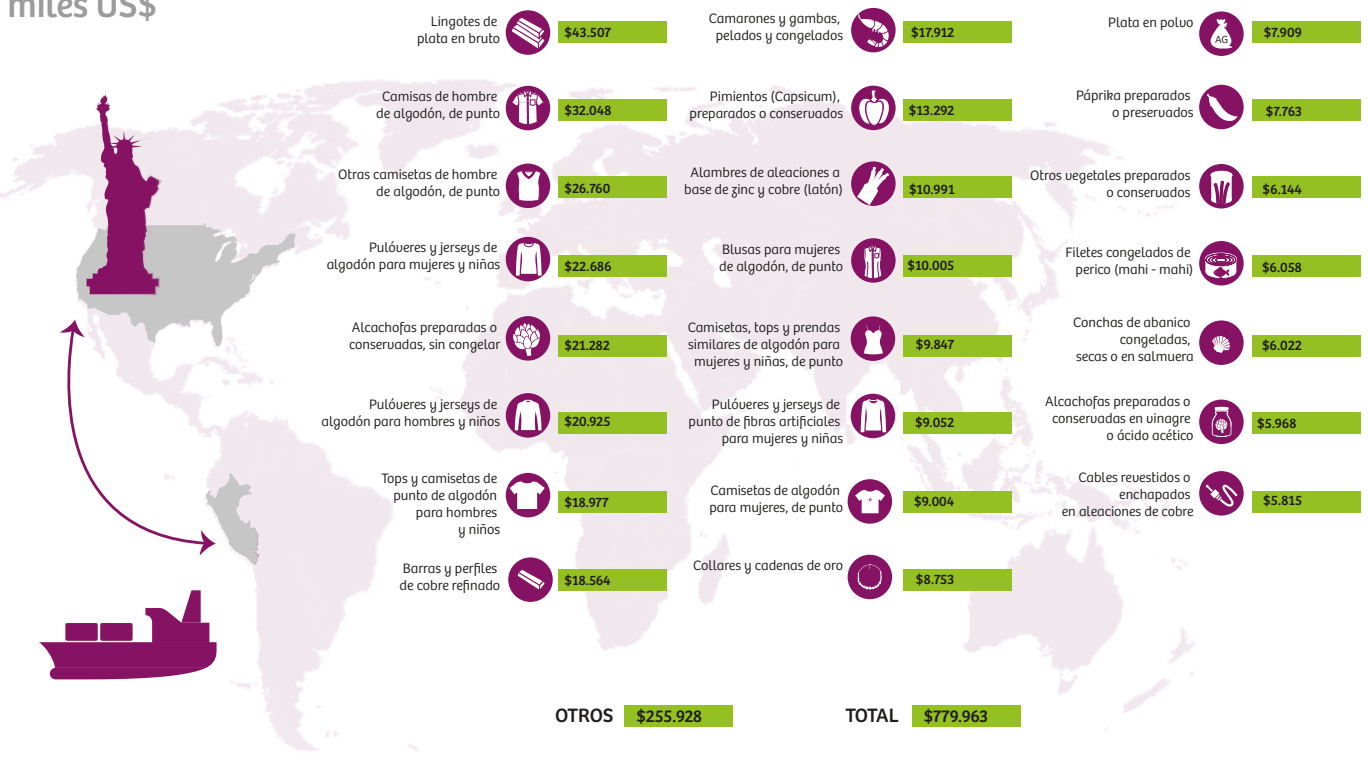 miles US$
Lingotes de
plata en bruto
$43.507
Camisas de hombre
de algodón, de punto
$32.048
Otras camisetas de hombre
de algodón, de punto
$26.760
Pulóveres y jerseys de
algodón para mujeres y niñas
$22.686
Alcachofas preparadas o
conservadas, sin congelar
$21.282
Pulóveres y jerseys de
algodón para hombres y niños
$20.925
Tops y camisetas de
punto de algodón
para hombres
y niños
$18.977
Barras y perfiles
de cobre refinado
$18.564
Camarones y gambas,
pelados y congelados
$17.912
Pimientos (Capsicum),
preparados o conservados
$13.292
Alambres de aleaciones a
base de zinc y cobre (latón)
$10.991
Blusas para mujeres
de algodón, de punto
$10.005
Camisetas, tops y prendas
similares de algodón para
mujeres y niñas, de punto
$9.847
Pulóveres y jerseys de
punto de fibras artificiales
para mujeres y niñas
$9.052
Camisetas de algodón
para mujeres, de punto
$9.004
Collares y cadenas de oro
$8.753
Plata en polvo
AG
$7.909
Páprika preparados
o preservados
$7.763
Otros vegetales preparados
o conservados
$6.144
Filetes congelados de
perico (mahi - mahi)
$6.058
Conchas de abanico
congeladas,
secas o en salmuera
$6.022
Alcachofas preparadas o
conservadas en vinagre
o ácido acético
$5.968
Cables revestidos o
enchapados
en aleaciones de cobre
$5.815
OTROS $255.928
TOTAL $779.963